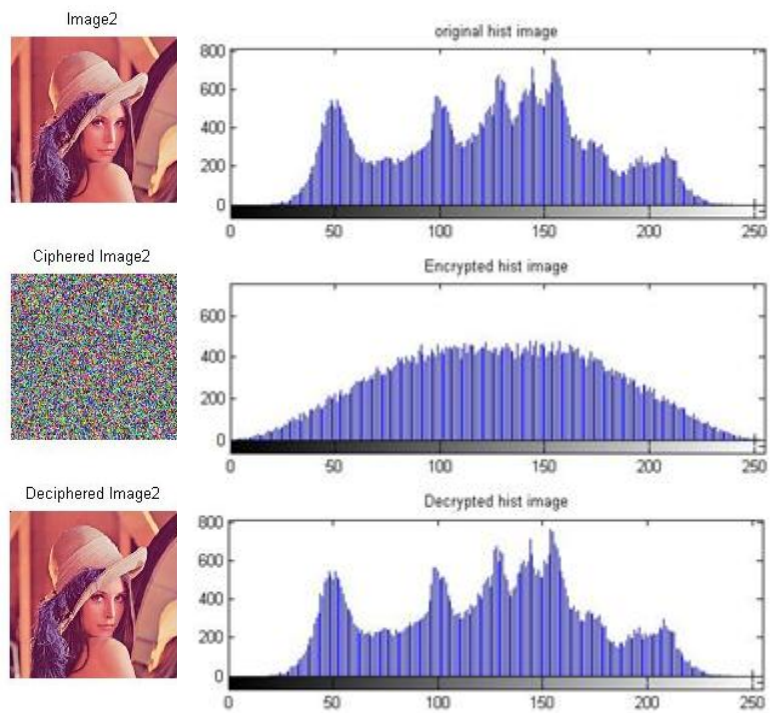 Image2
original hist image
800
600
400
200
0
0 50 100 150 200 250
Ciphered Image2
Encrypted hist image
600
400
200
0
0 50 100 150 200 250
Deciphered Image2
Decrypted hist image
800
600
400
200
0
0 50 100 150 200 250